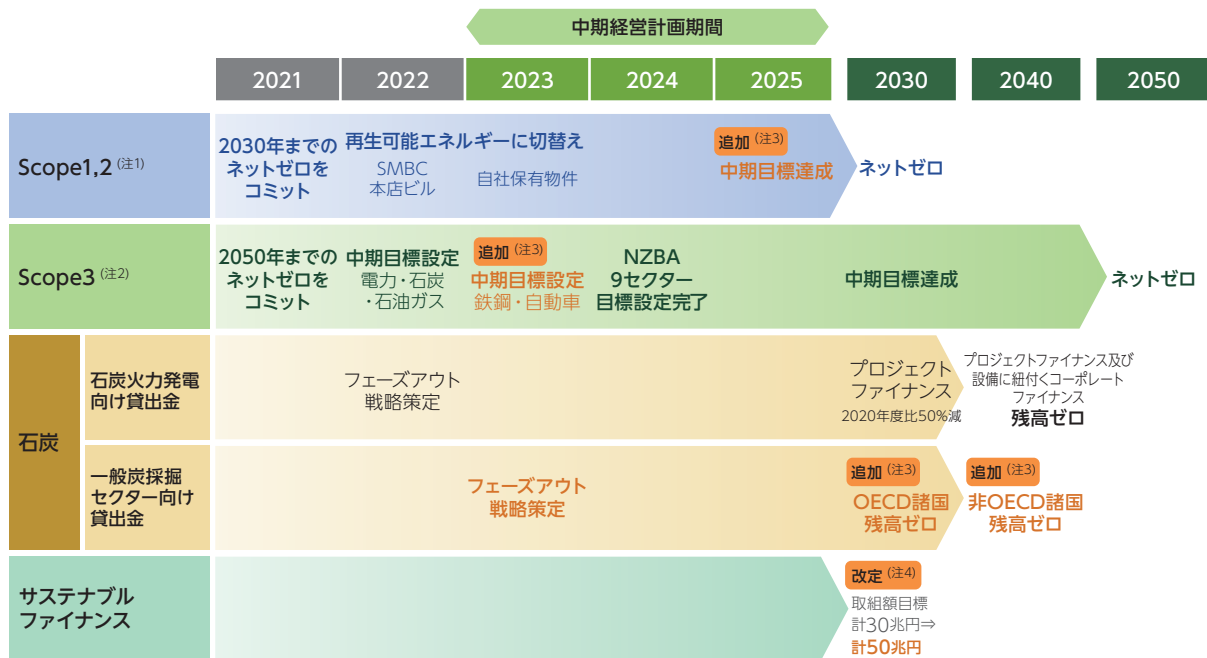 中期経営計画期間
2021 2022 2023 2024 2025 2030 2040 2050
Scope1,2 (注1)
2030年までの
ネットゼロを
コミット
再生可能エネルギーに切替え
SMBC
本店ビル
自社保有物件
追加 (注3)
中期目標達成
ネットゼロ
Scope3 (注2)
2050年までの
ネットゼロを
コミット
中期目標設定
電力・石炭
・石油ガス
追加 (注3)
中期目標設定
鉄鋼・自動車
NZBA
9セクター
目標設定完了
中期目標達成
ネットゼロ
石炭
石炭火力発電
向け貸出金
フェーズアウト
戦略策定
プロジェクト
ファイナンス
2020年度比50%減
プロジェクトファイナンス及び
設備に紐付くコーポレート
ファイナンス
残高ゼロ
一般炭採掘
セクター向け
貸出金
フェーズアウト
戦略策定
追加 (注3)
OECD諸国
残高ゼロ
追加 (注3)
非OECD諸国
残高ゼロ
サステナブル
ファイナンス
改定 (注4)
取組額目標
計30兆円⇒
計50兆円